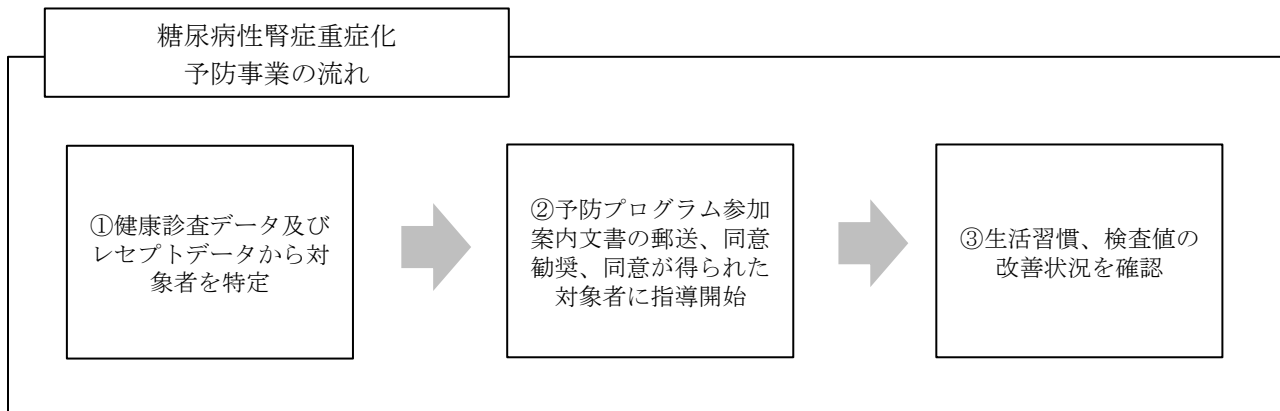 糖尿病性腎症重症化
予防事業の流れ
①健康診査データ及び
レセプトデータから対
象者を特定
②予防プログラム参加
案内文書の郵送、同意
勧奨、同意が得られた
対象者に指導開始
③生活習慣、検査値の
改善状況を確認